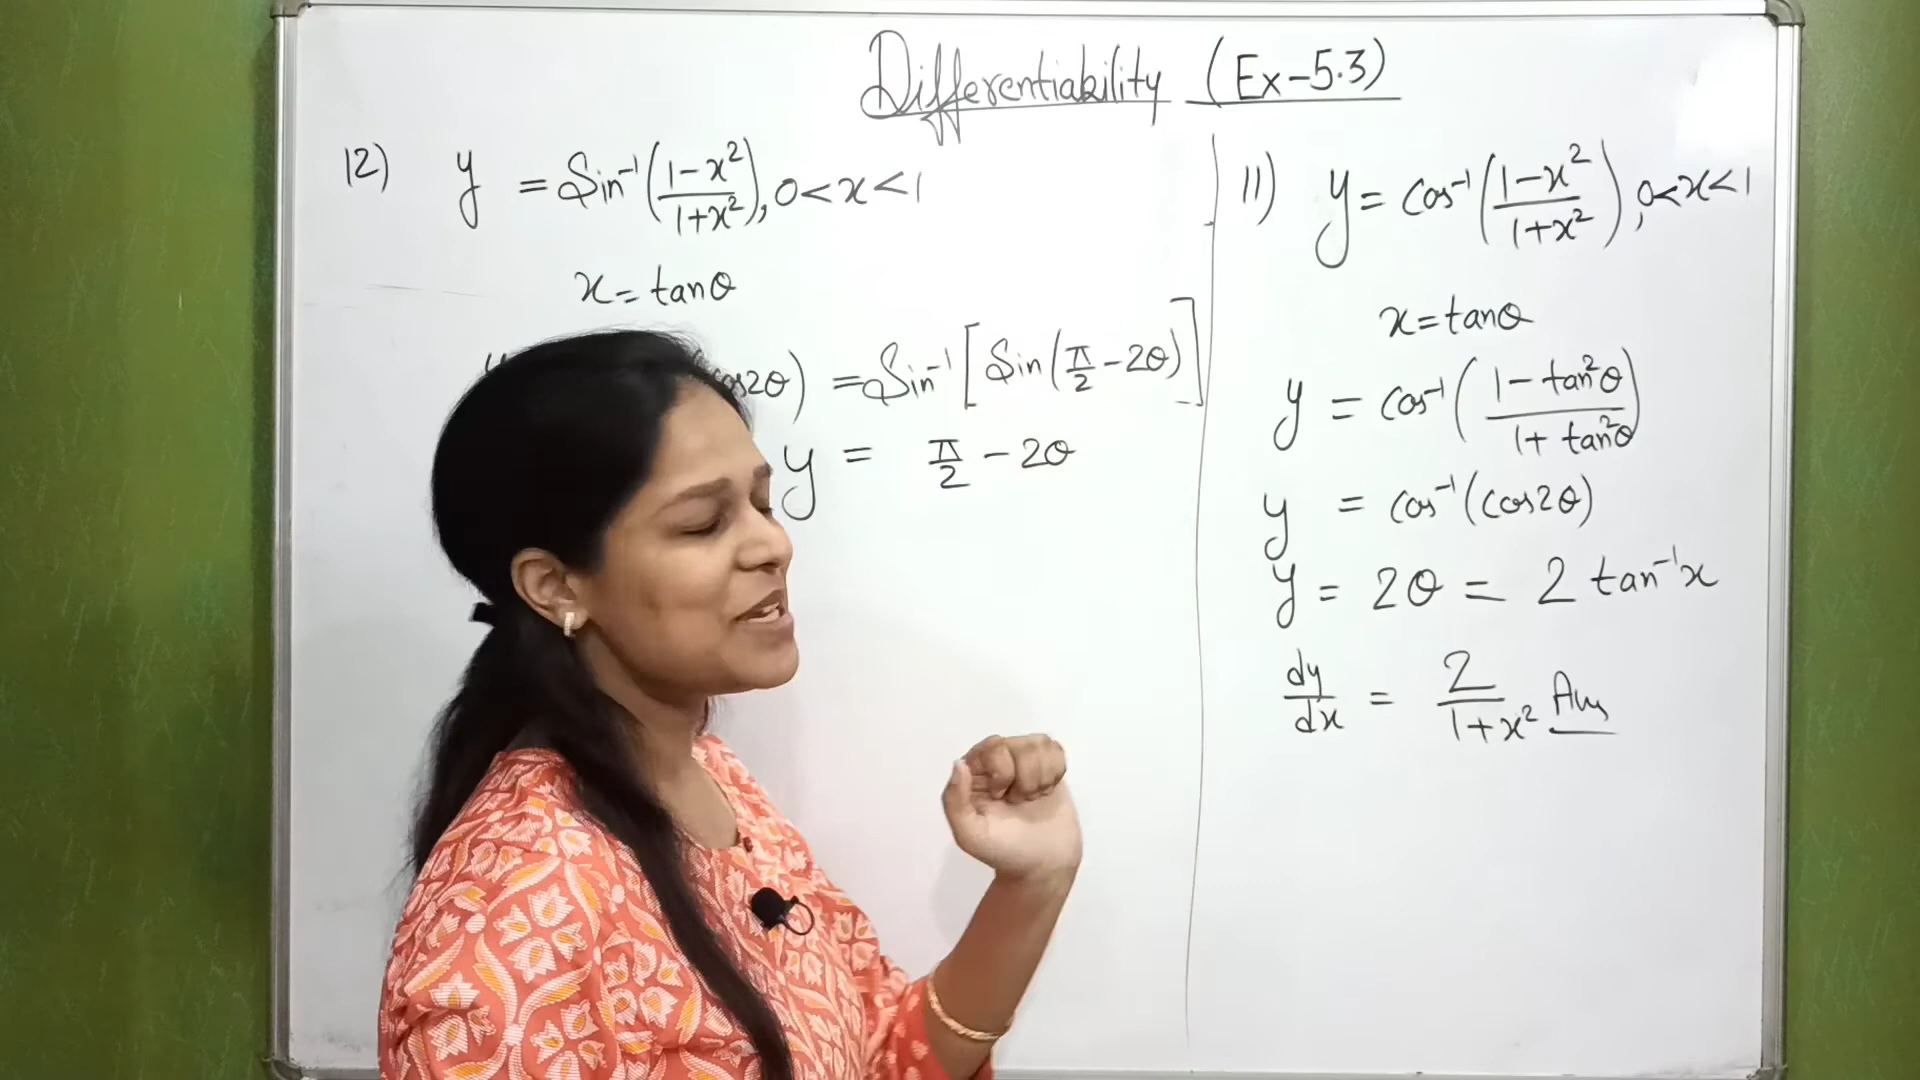 Differentiability (Ex-5.3)
12) y = Sin⁻¹((1-x²)/(1+x²)), 0<x<1
x = tanθ
cos2θ) = Sin⁻¹[Sin(π/2 - 2θ)]
y = π/2 - 2θ
11) y = cos⁻¹((1-x²)/(1+x²)), 0<x<1
x = tanθ
y = cos⁻¹((1 - tan²θ)/(1 + tan²θ))
y = cos⁻¹(cos2θ)
y = 2θ = 2 tan⁻¹x
dy/dx = 2/(1+x²) Ans